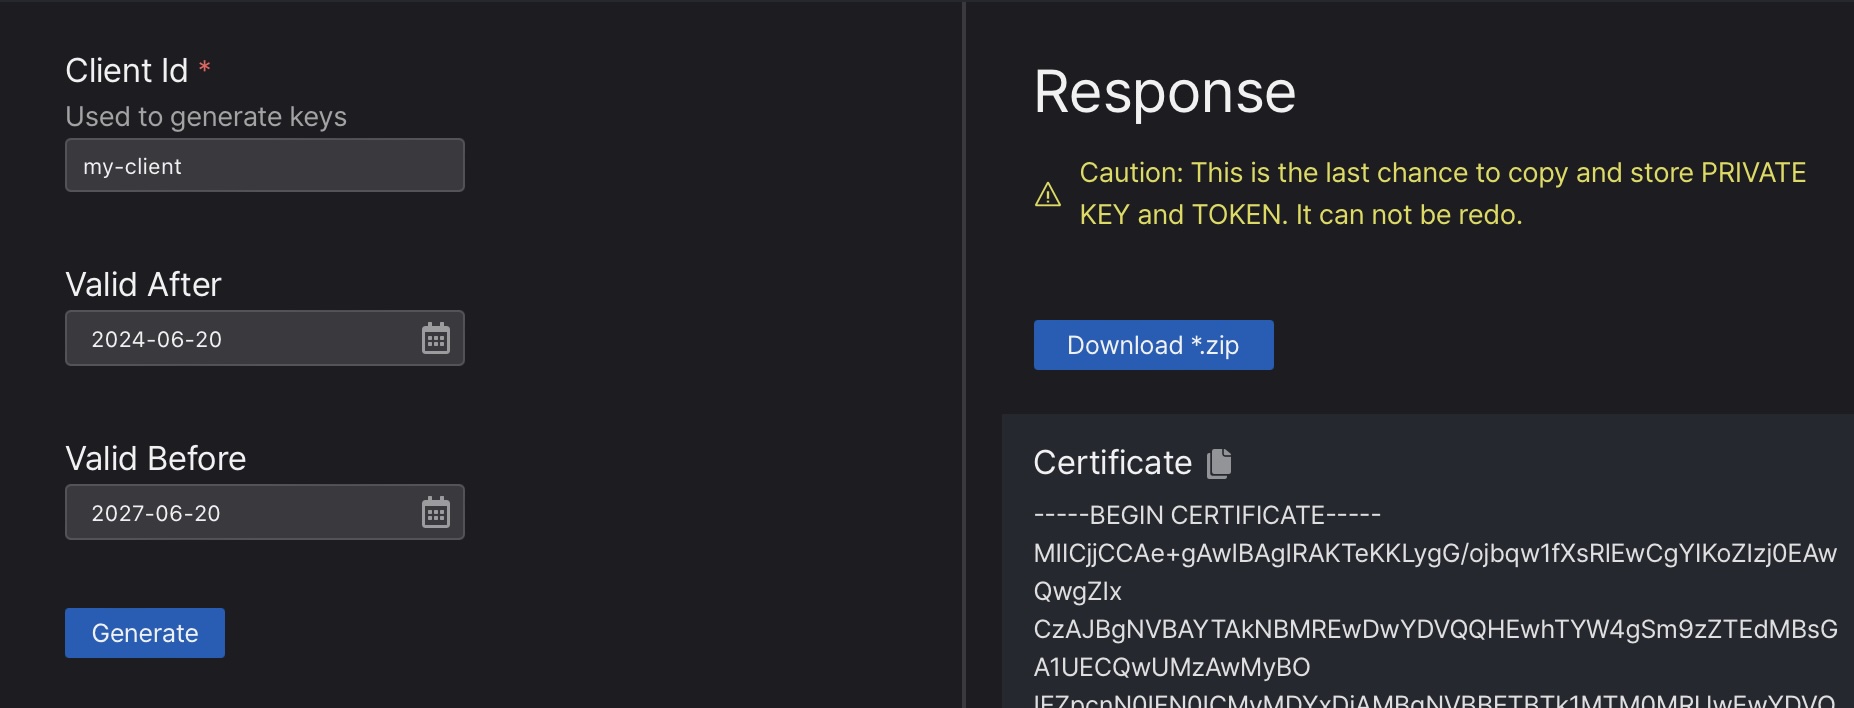 Client Id *
Used to generate keys
my-client
Valid After
2024-06-20
Valid Before
2027-06-20
Generate
Response
Caution: This is the last chance to copy and store PRIVATE
KEY and TOKEN. It can not be redo.
Download *.zip
Certificate
-----BEGIN CERTIFICATE-----
MIICjjCCAe+gAwIBAgIRAKTeKKLygG/ojbqw1fXsRlEwCgYIKoZIzj0EAw
QwgZIx
CzAJBgNVBAYTAkNBMREwDwYDVQQHEwhTYW4gSm9zZTEdMBsG
A1UECQwUMzAwMyBO